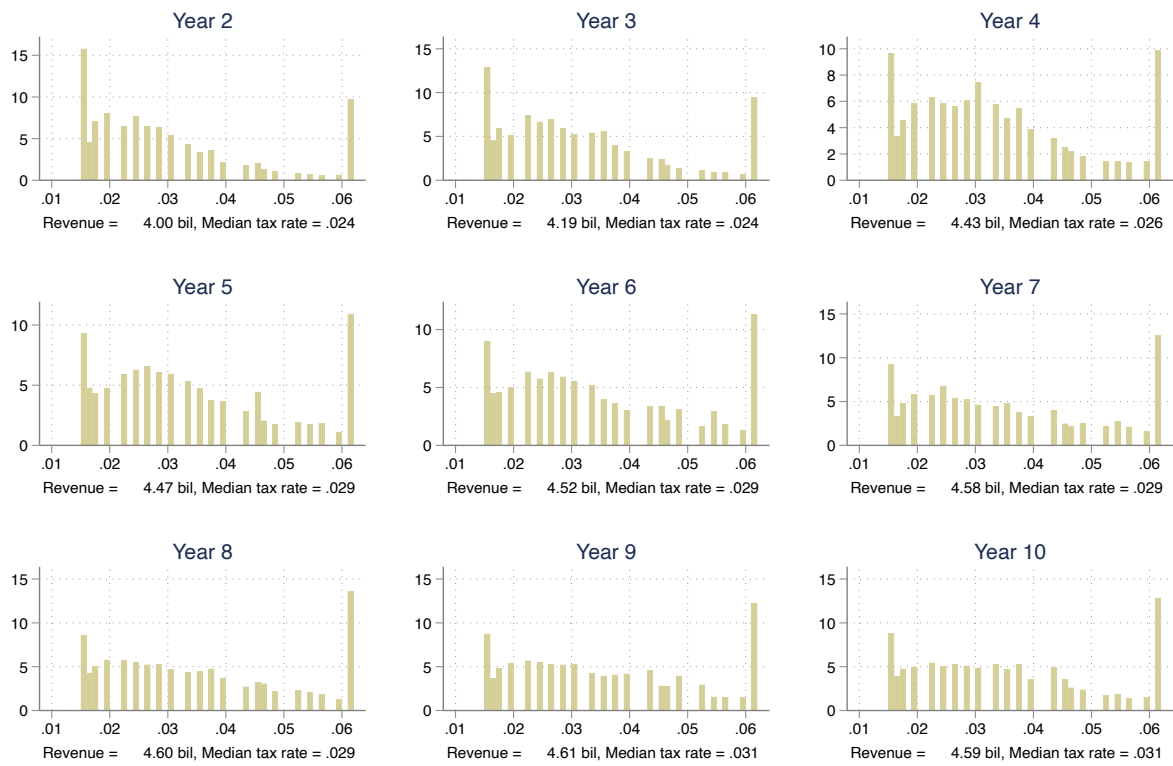 Year 2
15
10
5
0
.01 .02 .03 .04 .05 .06
Revenue = 4.00 bil, Median tax rate = .024
Year 3
15
10
5
0
.01 .02 .03 .04 .05 .06
Revenue = 4.19 bil, Median tax rate = .024
Year 4
10
8
6
4
2
0
.01 .02 .03 .04 .05 .06
Revenue = 4.43 bil, Median tax rate = .026
Year 5
10
5
0
.01 .02 .03 .04 .05 .06
Revenue = 4.47 bil, Median tax rate = .029
Year 6
10
5
0
.01 .02 .03 .04 .05 .06
Revenue = 4.52 bil, Median tax rate = .029
Year 7
15
10
5
0
.01 .02 .03 .04 .05 .06
Revenue = 4.58 bil, Median tax rate = .029
Year 8
15
10
5
0
.01 .02 .03 .04 .05 .06
Revenue = 4.60 bil, Median tax rate = .029
Year 9
15
10
5
0
.01 .02 .03 .04 .05 .06
Revenue = 4.61 bil, Median tax rate = .031
Year 10
15
10
5
0
.01 .02 .03 .04 .05 .06
Revenue = 4.59 bil, Median tax rate = .031